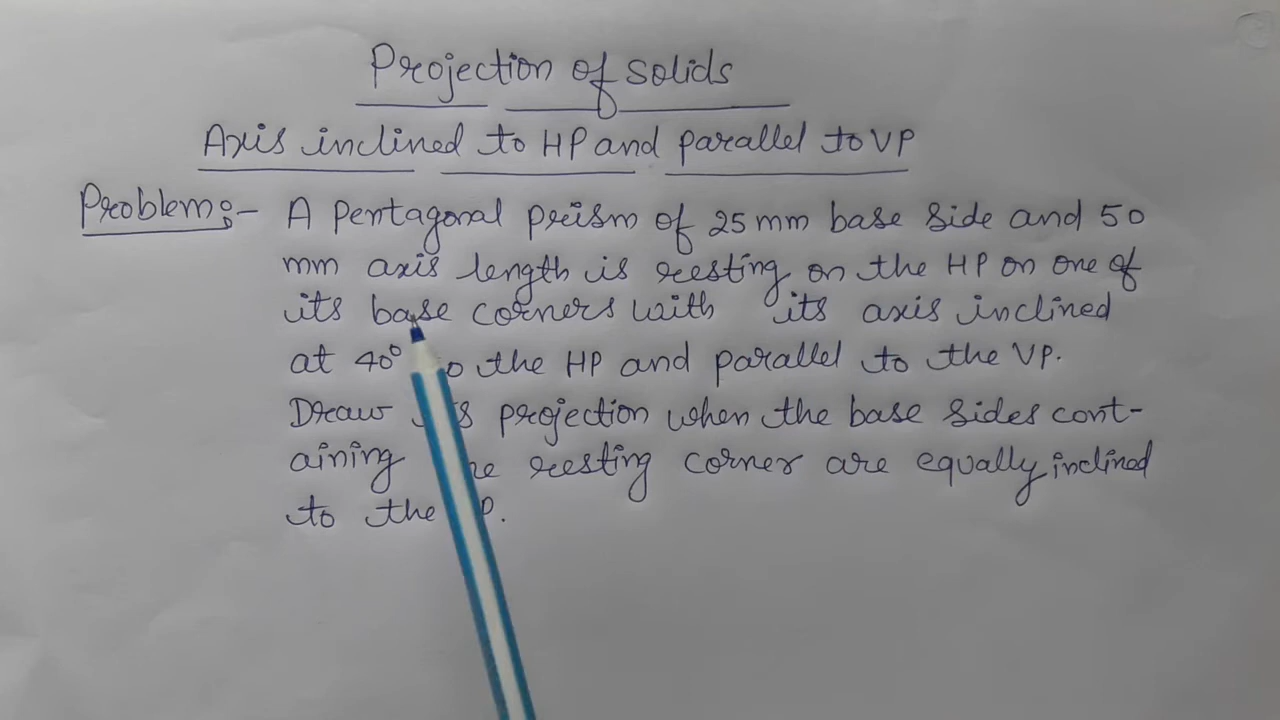 Projection of solids
Axis inclined to HP and parallel to VP
Problem:- A pentagonal prism of 25 mm base side and 50
mm axis length is resting on the HP on one of
its base corners with its axis inclined
at 40° the HP and parallel to the VP.
Draw projection when the base sides cont-
aining resting corner are equally inclined
to the